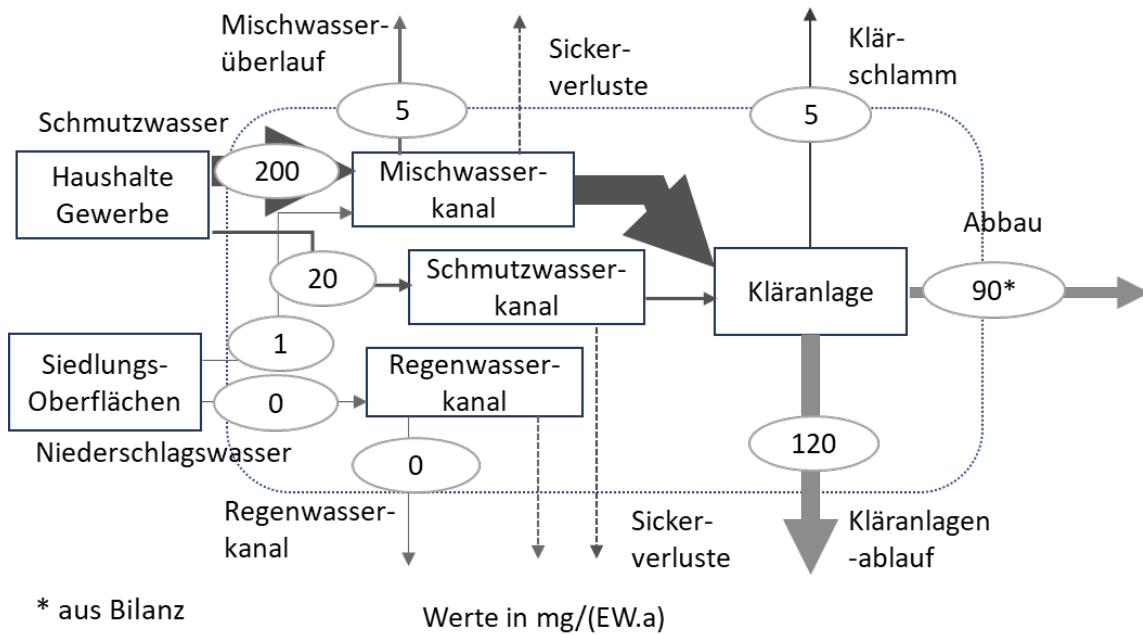 Mischwasser-
überlauf
Sicker-
verluste
Klär-
schlamm
5
5
Schmutzwasser
200
Haushalte
Gewerbe
Mischwasser-
kanal
Abbau
20
Schmutzwasser-
kanal
Kläranlage
90*
1
Siedlungs-
Oberflächen
Regenwasser-
kanal
0
Niederschlagswasser
0
120
Regenwasser-
kanal
Sicker-
verluste
Kläranlagen
-ablauf
* aus Bilanz
Werte in mg/(EW.a)